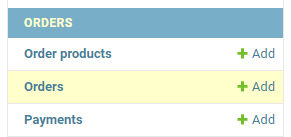 ORDERS
Order products + Add
Orders + Add
Payments + Add